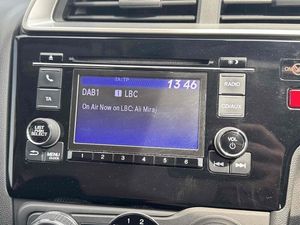 TA/TP
13 46
DAB1 1 LBC
On Air Now on LBC: Ali Miraj
RADIO
CD/AUX
TA
LIST
SELECT
VOL
MENU
1 2 3 4 5 6